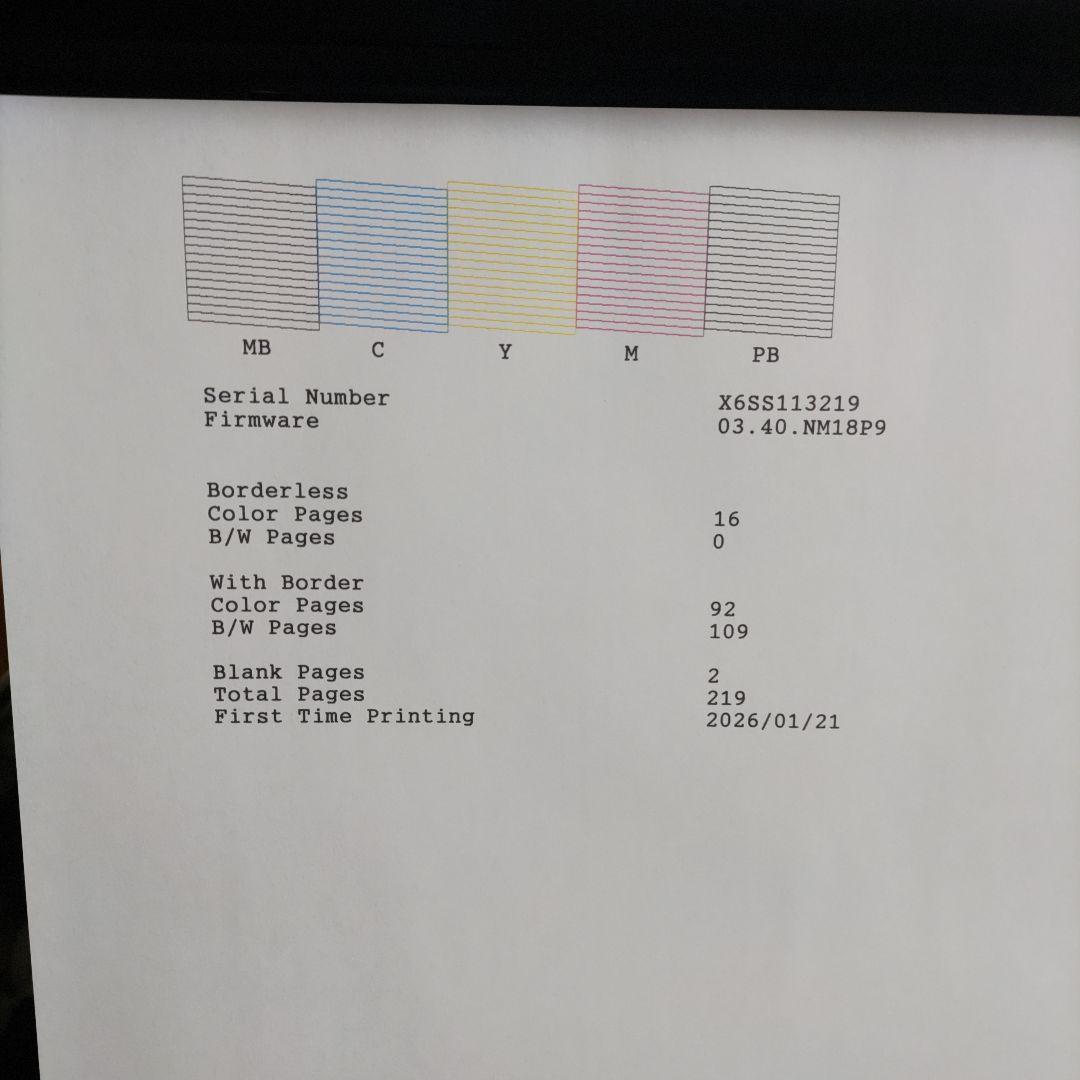 MB C Y M PB
Serial Number X6SS113219
Firmware 03.40.NM18P9
Borderless
Color Pages 16
B/W Pages 0
With Border
Color Pages 92
B/W Pages 109
Blank Pages 2
Total Pages 219
First Time Printing 2026/01/21